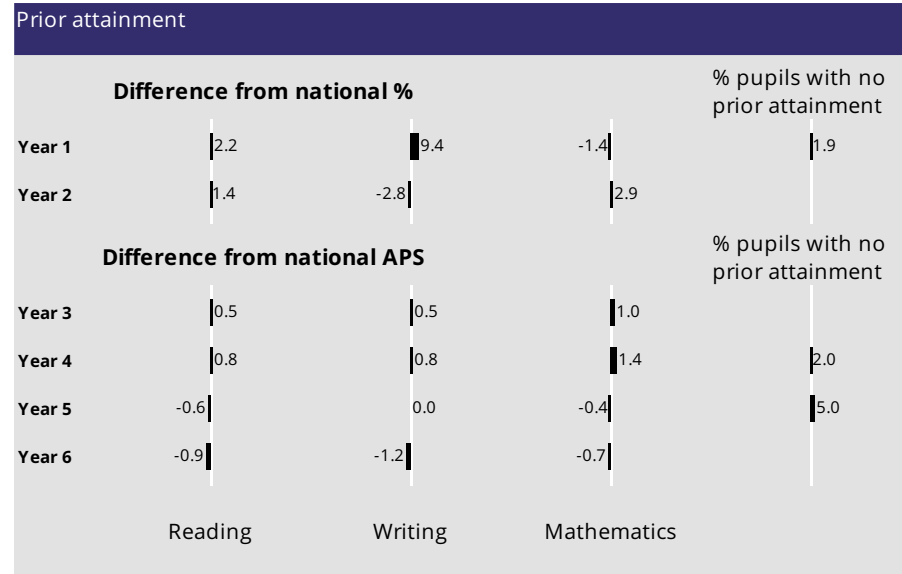 Prior attainment
Difference from national %
% pupils with no
prior attainment
Year 1 2.2 9.4 -1.4 1.9
Year 2 1.4 -2.8 2.9
Difference from national APS
% pupils with no
prior attainment
Year 3 0.5 0.5 1.0
Year 4 0.8 0.8 1.4 2.0
Year 5 -0.6 0.0 -0.4 5.0
Year 6 -0.9 -1.2 -0.7
Reading Writing Mathematics